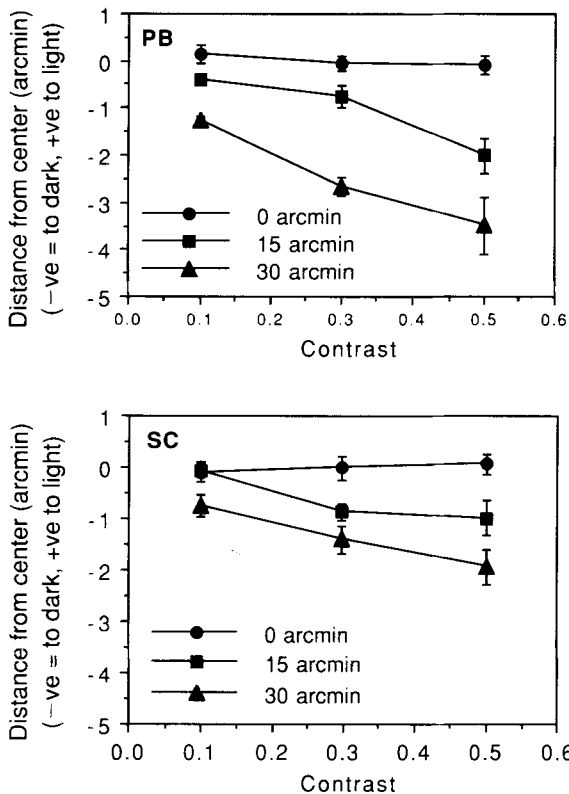 Distance from center (arcmin)
(−ve = to dark, +ve to light)
PB
1
0
-1
-2
-3
-4
-5
0 arcmin
15 arcmin
30 arcmin
0.0 0.1 0.2 0.3 0.4 0.5 0.6
Contrast
Distance from center (arcmin)
(−ve = to dark, +ve to light)
SC
1
0
-1
-2
-3
-4
-5
0 arcmin
15 arcmin
30 arcmin
0.0 0.1 0.2 0.3 0.4 0.5 0.6
Contrast